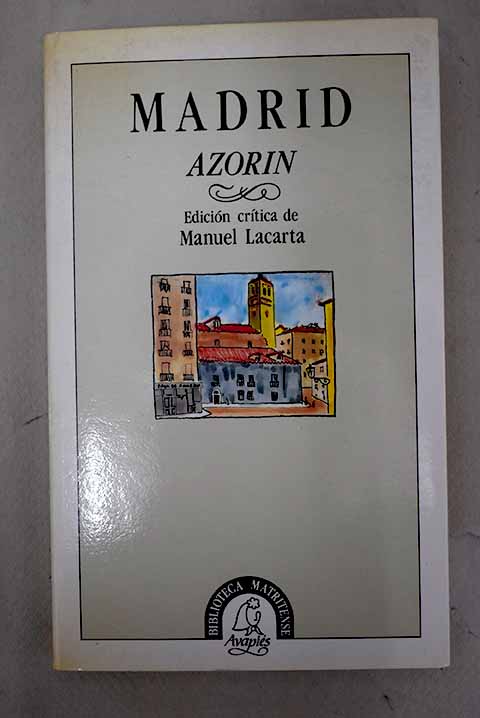 MADRID
AZORIN
Edición crítica de
Manuel Lacarta
BIBLIOTECA MATRITENSE
Avapiés